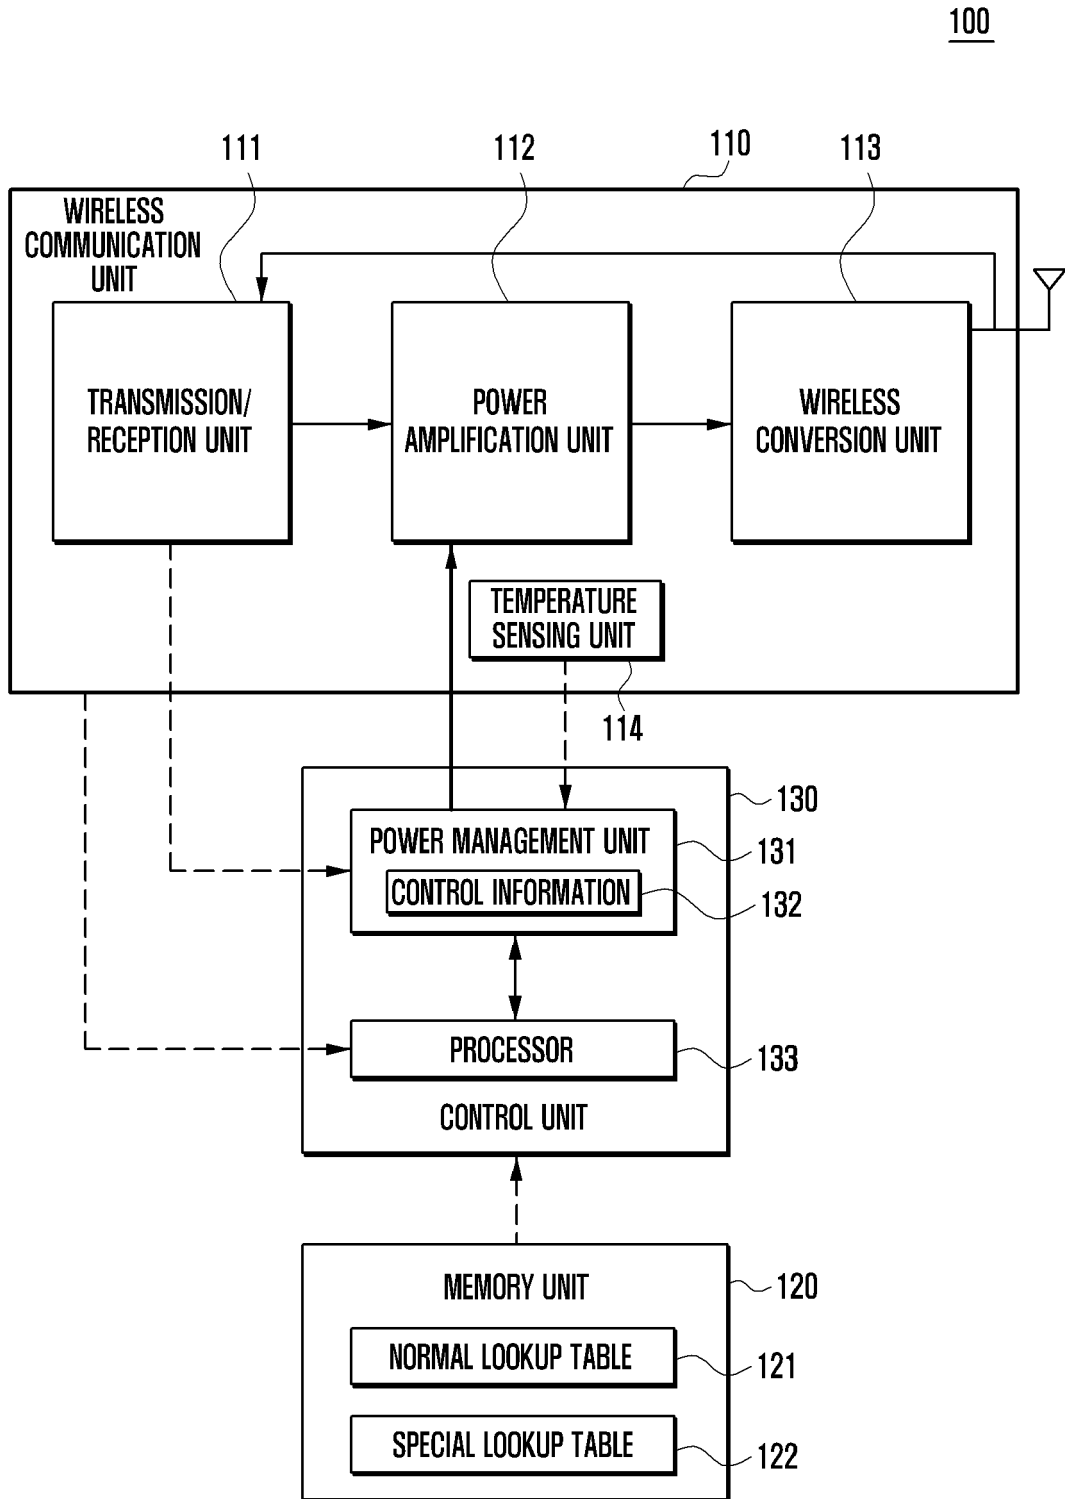 100
111
112
110
113
WIRELESS
COMMUNICATION
UNIT
TRANSMISSION/
RECEPTION UNIT
POWER
AMPLIFICATION UNIT
WIRELESS
CONVERSION UNIT
TEMPERATURE
SENSING UNIT
114
130
POWER MANAGEMENT UNIT
131
CONTROL INFORMATION
132
PROCESSOR
133
CONTROL UNIT
MEMORY UNIT
120
NORMAL LOOKUP TABLE
121
SPECIAL LOOKUP TABLE
122